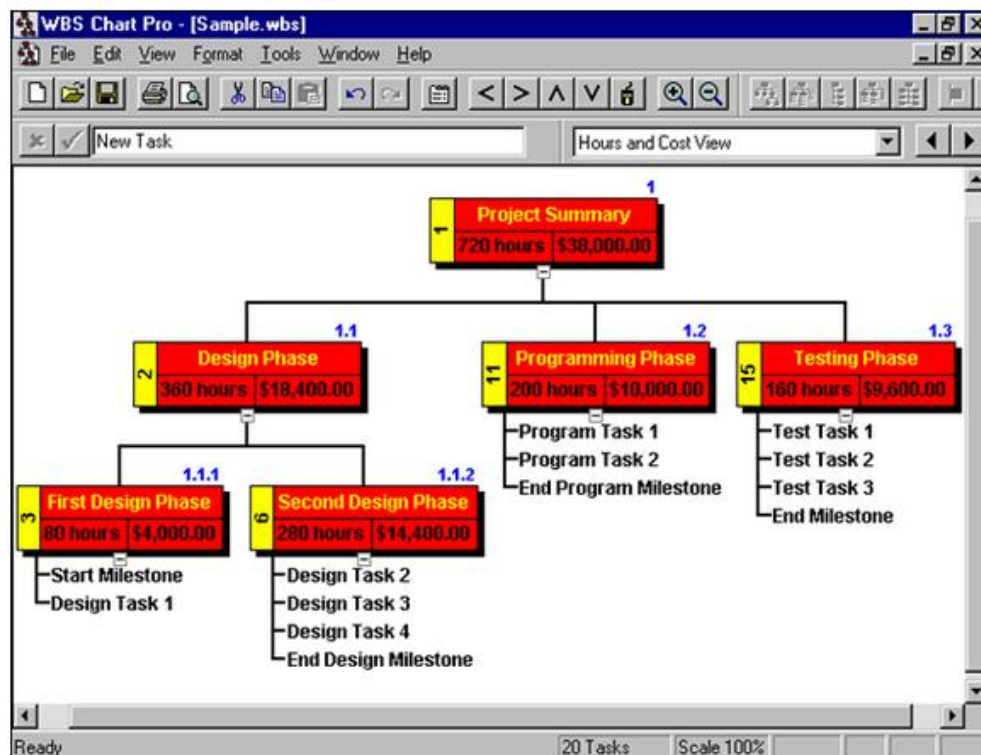 WBS Chart Pro - [Sample.wbs]
File Edit View Format Tools Window Help
New Task
Hours and Cost View
1
1
Project Summary
720 hours $38,000.00
1.1
2
Design Phase
360 hours $18,400.00
1.2
11
Programming Phase
200 hours $10,000.00
Program Task 1
Program Task 2
End Program Milestone
1.3
15
Testing Phase
160 hours $9,600.00
Test Task 1
Test Task 2
Test Task 3
End Milestone
1.1.1
3
First Design Phase
80 hours $4,000.00
Start Milestone
Design Task 1
1.1.2
6
Second Design Phase
280 hours $14,400.00
Design Task 2
Design Task 3
Design Task 4
End Design Milestone
Ready 20 Tasks Scale 100%